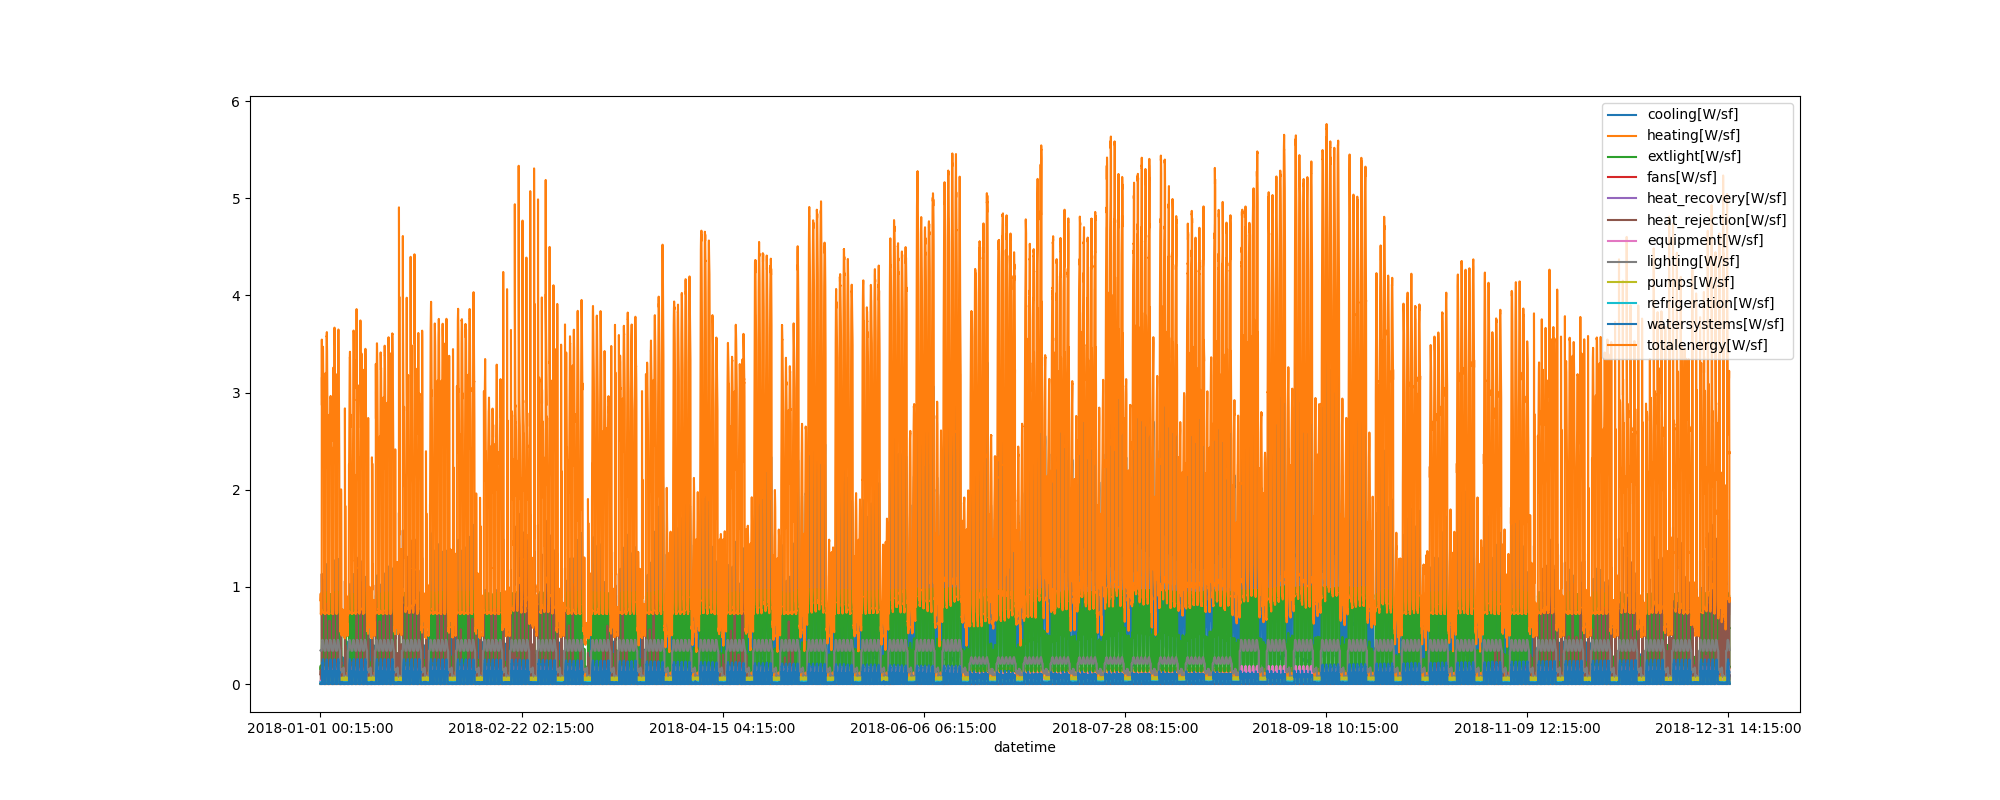 6
5
4
3
2
1
0
cooling[W/sf]
heating[W/sf]
extlight[W/sf]
fans[W/sf]
heat_recovery[W/sf]
heat_rejection[W/sf]
equipment[W/sf]
lighting[W/sf]
pumps[W/sf]
refrigeration[W/sf]
watersystems[W/sf]
totalenergy[W/sf]
2018-01-01 00:15:00 2018-02-22 02:15:00 2018-04-15 04:15:00 2018-06-06 06:15:00 2018-07-28 08:15:00 2018-09-18 10:15:00 2018-11-09 12:15:00 2018-12-31 14:15:00
datetime